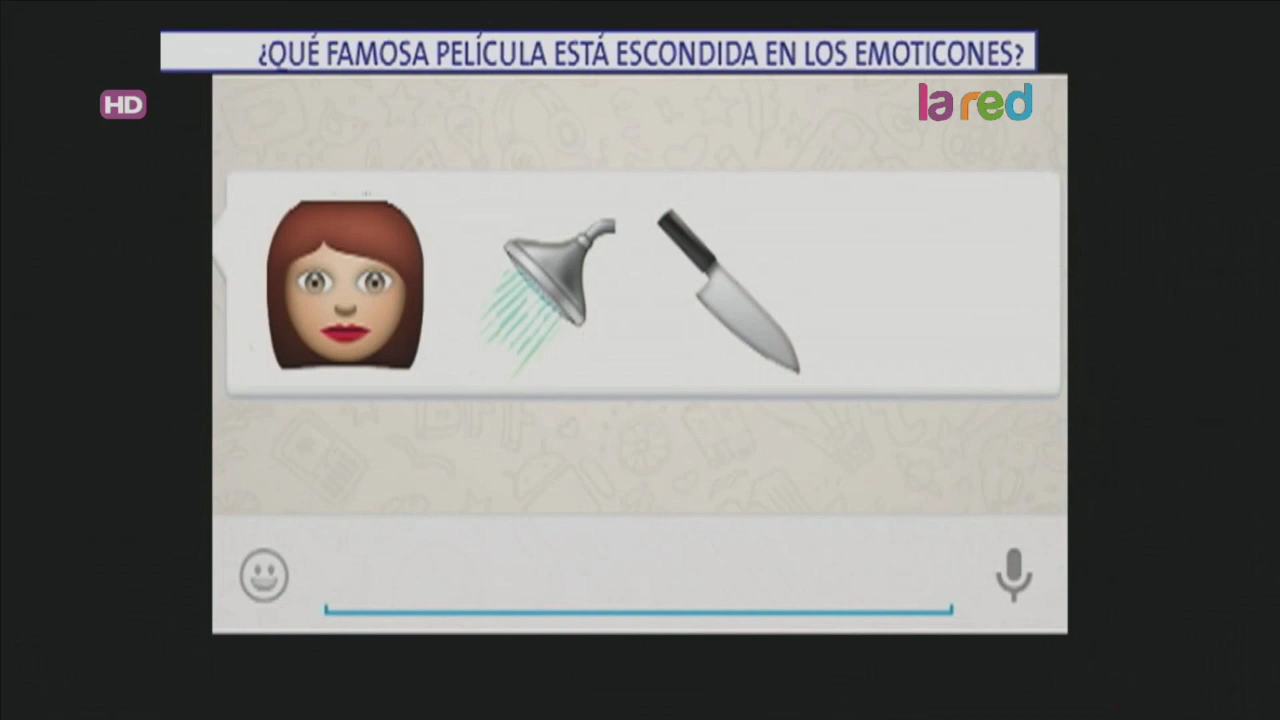 ¿QUÉ FAMOSA PELÍCULA ESTÁ ESCONDIDA EN LOS EMOTICONES?
HD
la red